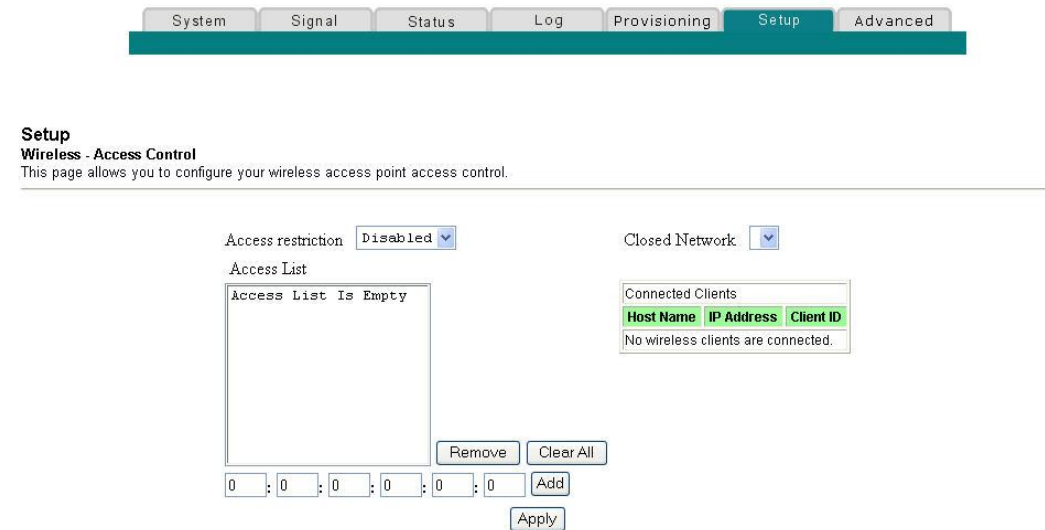 System Signal Status Log Provisioning Setup Advanced
Setup
Wireless - Access Control
This page allows you to configure your wireless access point access control.
Access restriction Disabled Closed Network
Access List
Access List Is Empty
Connected Clients
Host Name IP Address Client ID
No wireless clients are connected.
Remove Clear All
0 : 0 : 0 : 0 : 0 : 0 Add
Apply